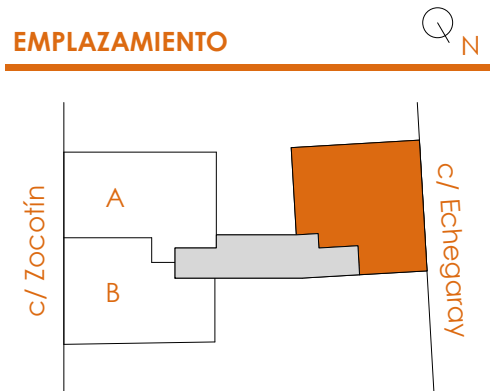 EMPLAZAMIENTO
N
c/ Zocotín
A
B
c/ Echegaray